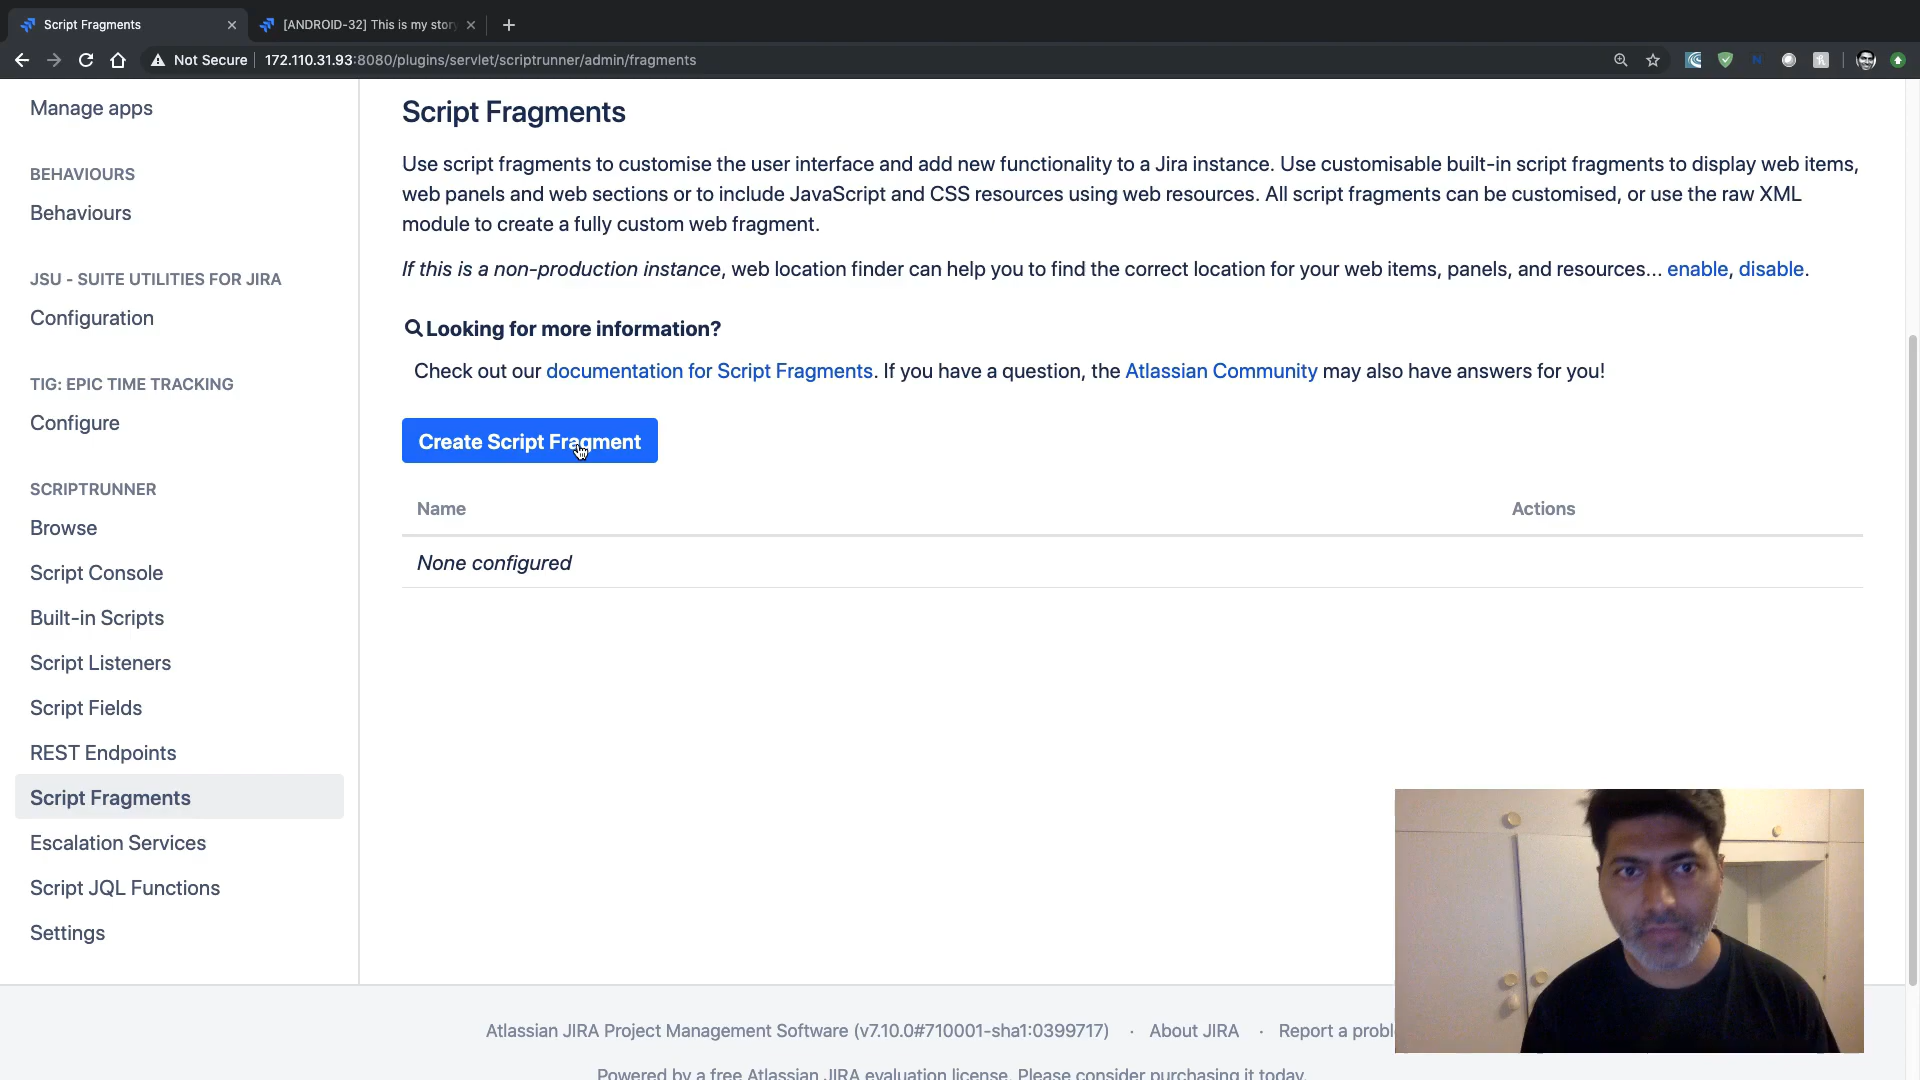 Script Fragments
[ANDROID-32] This is my story
Not Secure
172.110.31.93:8080/plugins/servlet/scriptrunner/admin/fragments
Manage apps
BEHAVIOURS
Behaviours
JSU - SUITE UTILITIES FOR JIRA
Configuration
TIG: EPIC TIME TRACKING
Configure
SCRIPTRUNNER
Browse
Script Console
Built-in Scripts
Script Listeners
Script Fields
REST Endpoints
Script Fragments
Escalation Services
Script JQL Functions
Settings
Script Fragments
Use script fragments to customise the user interface and add new functionality to a Jira instance. Use customisable built-in script fragments to display web items,
web panels and web sections or to include JavaScript and CSS resources using web resources. All script fragments can be customised, or use the raw XML
module to create a fully custom web fragment.
If this is a non-production instance, web location finder can help you to find the correct location for your web items, panels, and resources... enable, disable.
Looking for more information?
Check out our documentation for Script Fragments. If you have a question, the Atlassian Community may also have answers for you!
Create Script Fragment
Name Actions
None configured
Atlassian JIRA Project Management Software (v7.10.0#710001-sha1:0399717) · About JIRA · Report a
Powered by a free Atlassian JIRA evaluation license. Please consider purchasing it today.